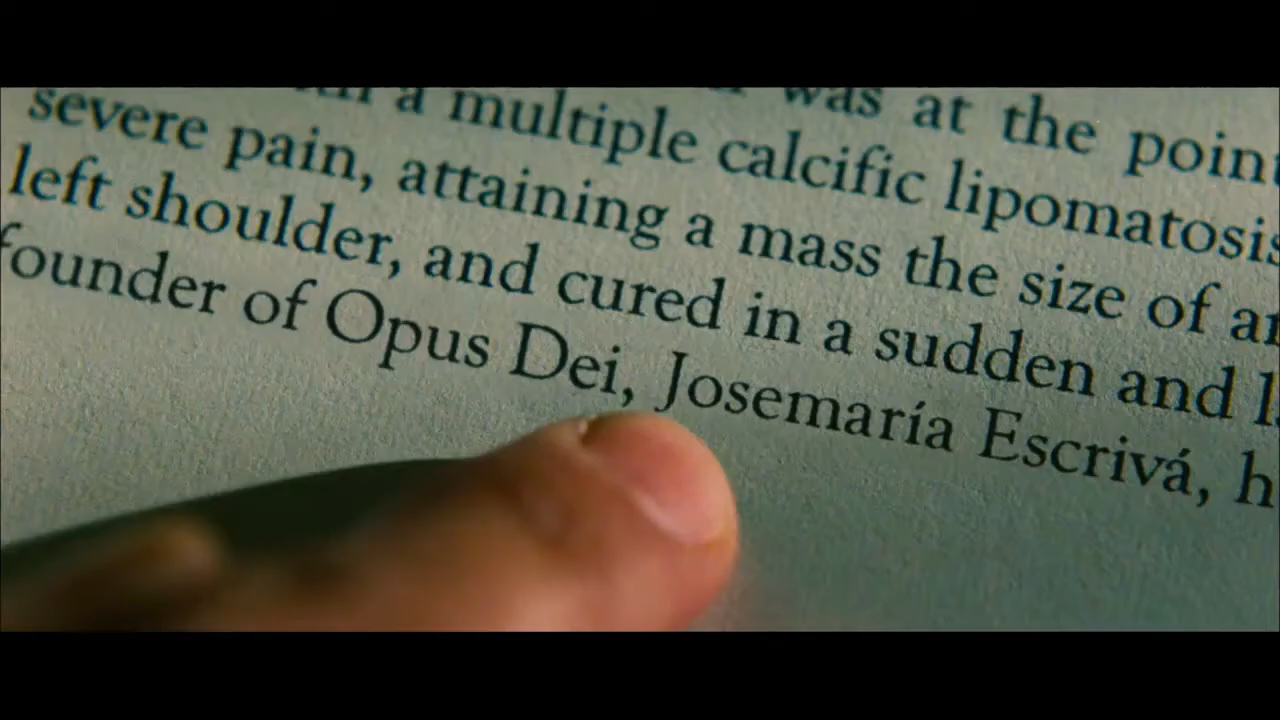 was at the point
a multiple calcific lipomatosis
severe pain, attaining a mass the size of
left shoulder, and cured in a sudden and
founder of Opus Dei, Josemaría Escrivá,